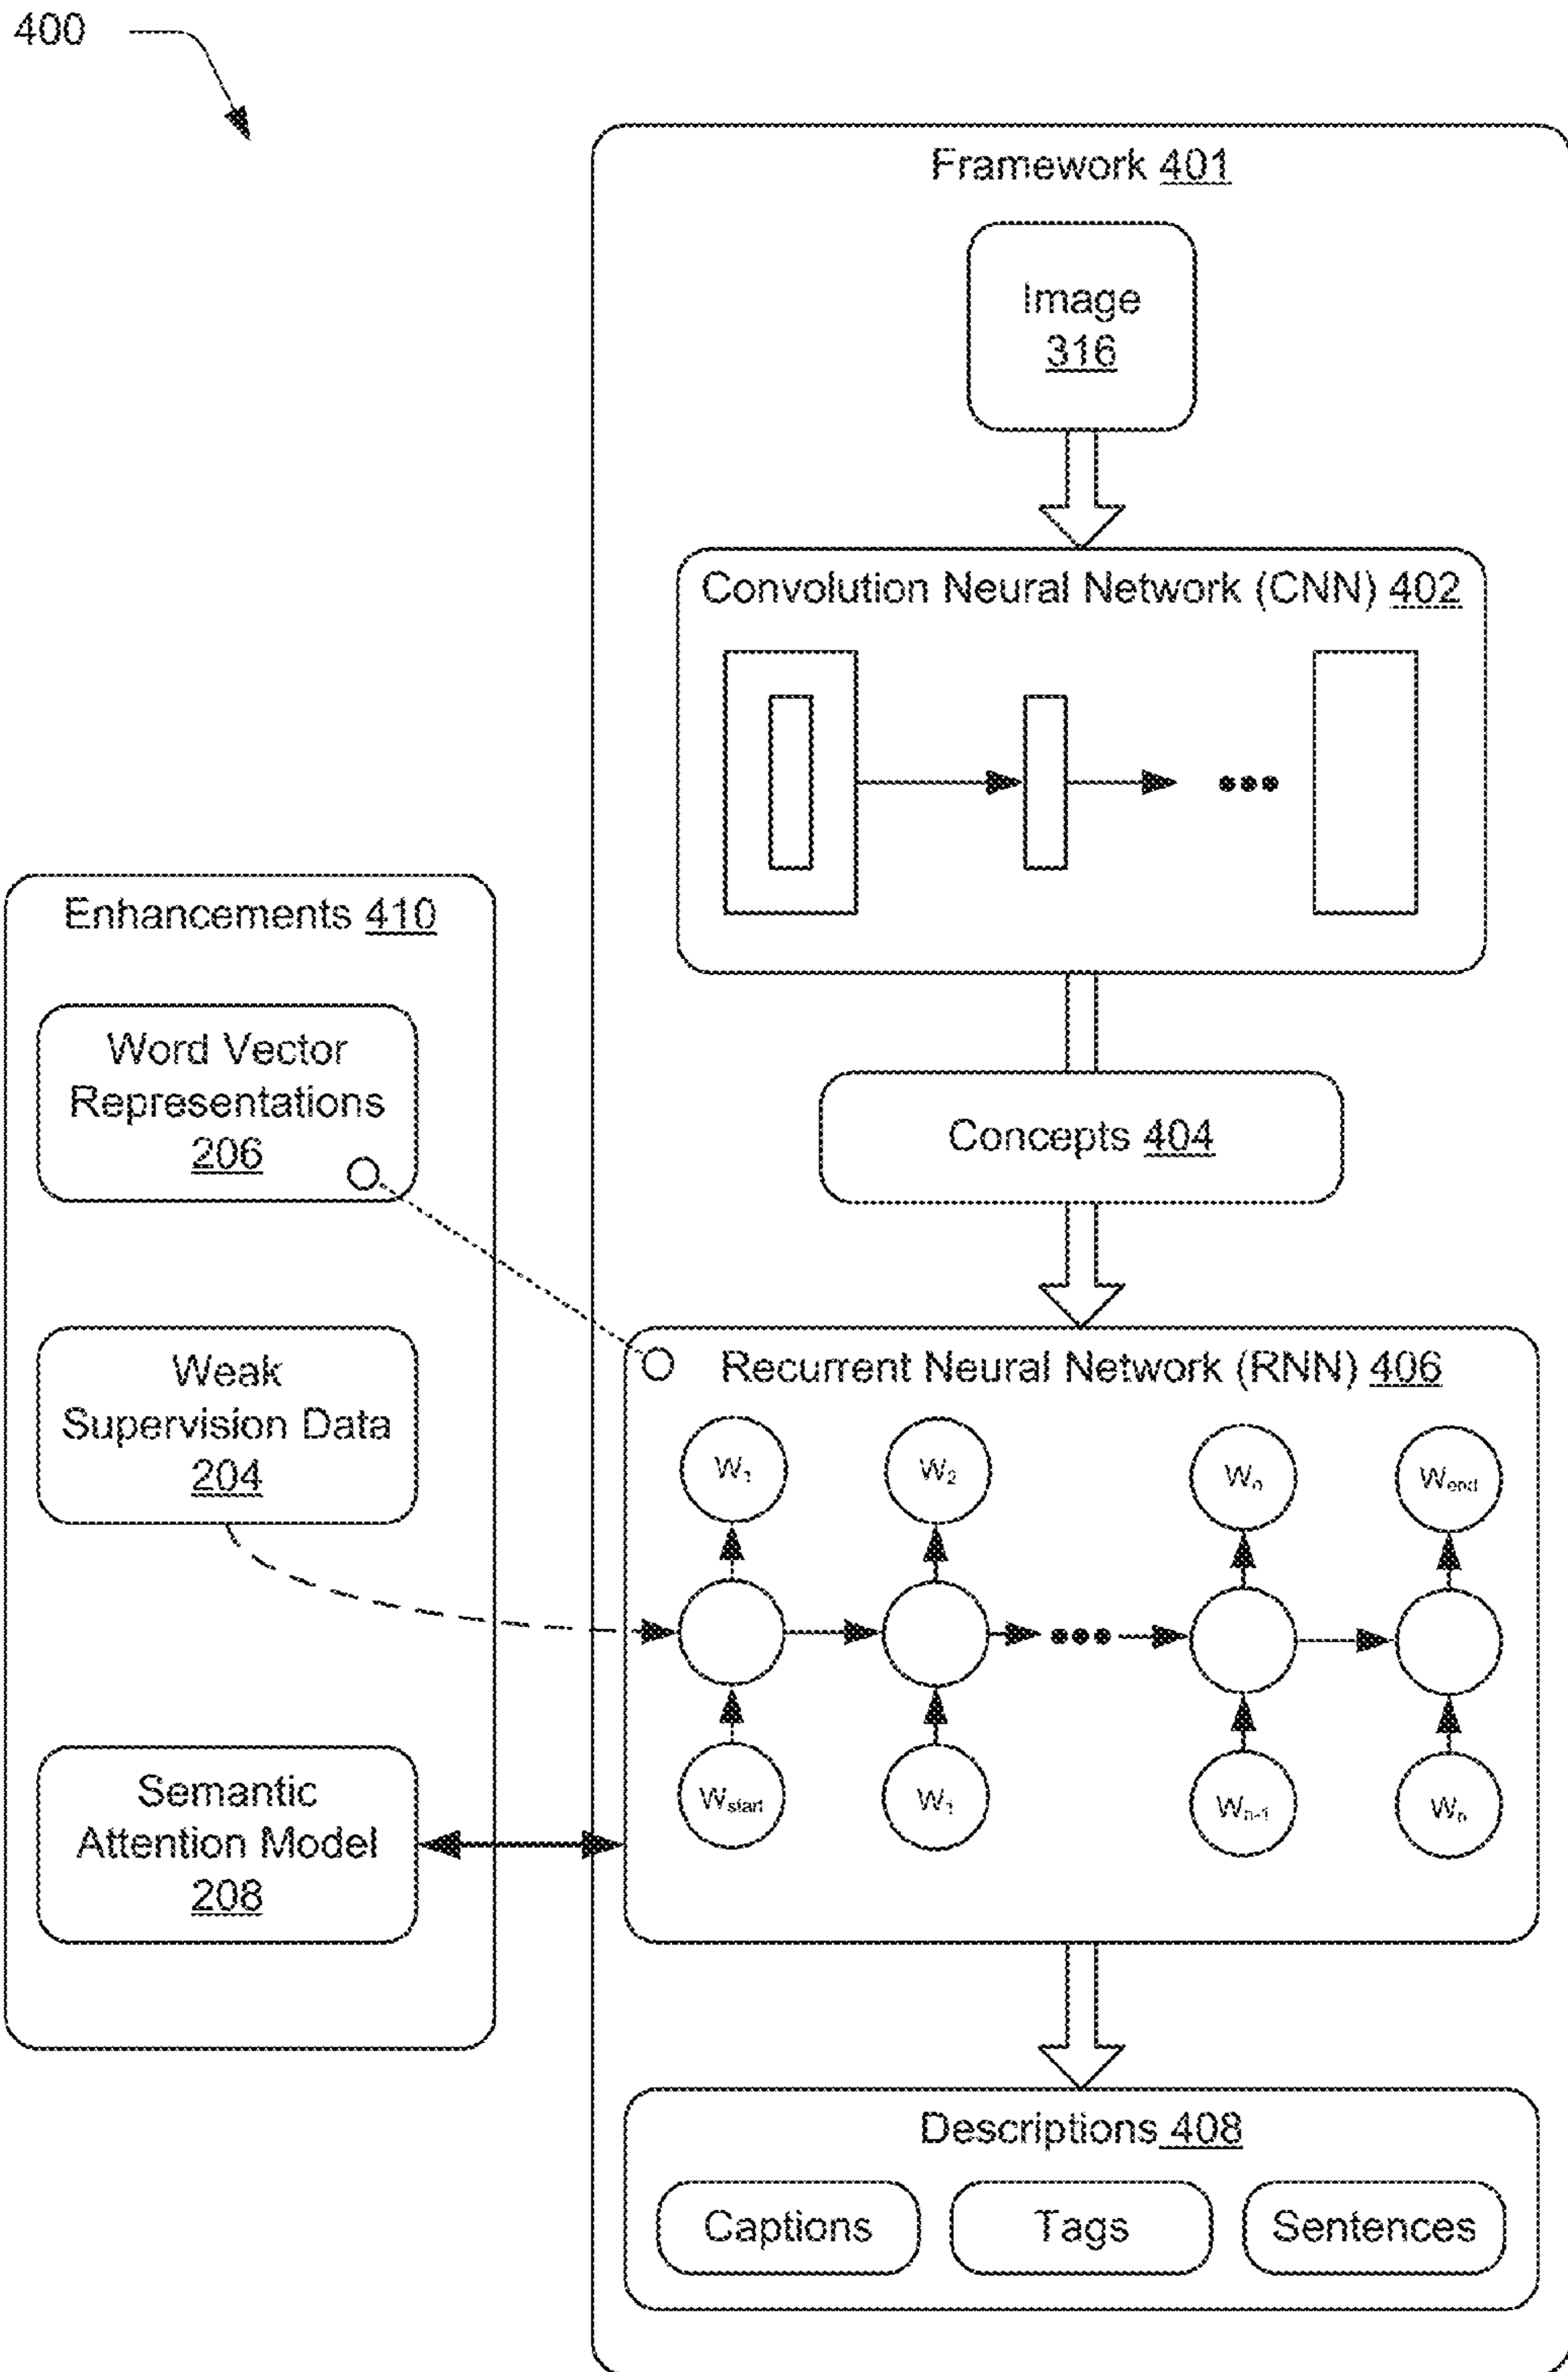 400
Framework 401
Image
316
Convolution Neural Network (CNN) 402
Enhancements 410
Word Vector
Representations
206
Concepts 404
Weak
Supervision Data
204
Recurrent Neural Network (RNN) 406
W₁ W₂ Wₙ Wend
Wstart W₁ Wₙ₋₁ Wₙ
Semantic
Attention Model
208
Descriptions 408
Captions Tags Sentences